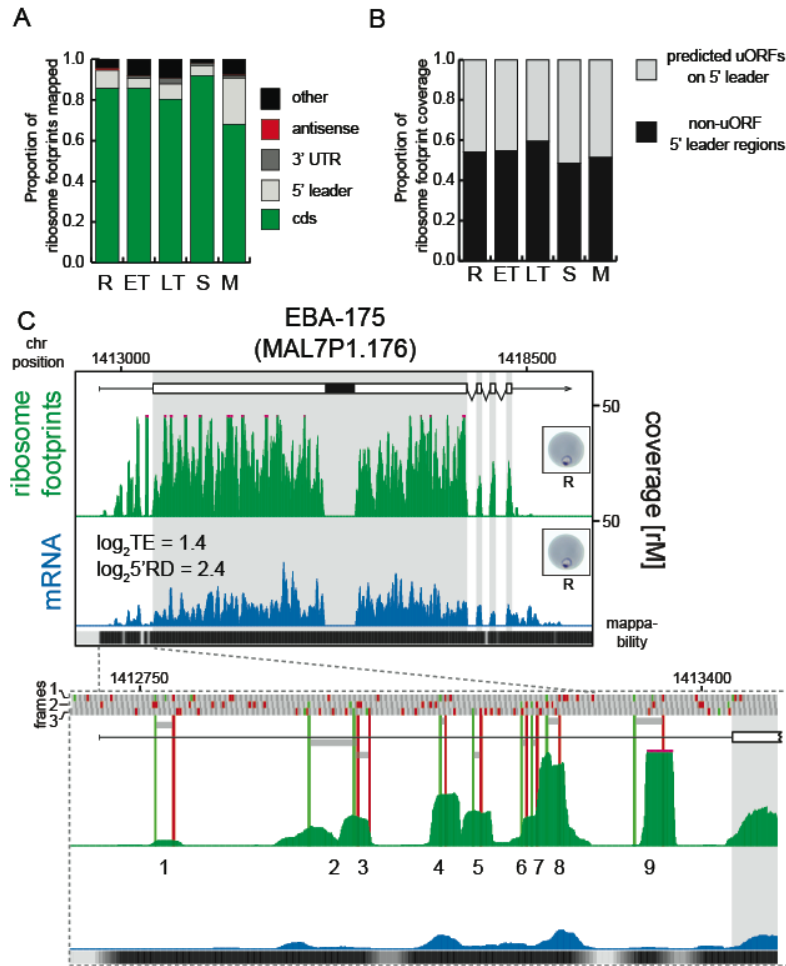 A
Proportion of
ribosome footprints mapped
1.0
0.8
0.6
0.4
0.2
0.0
R ET LT S M
other
antisense
3' UTR
5' leader
cds
B
Proportion of
ribosome footprint coverage
1.0
0.8
0.6
0.4
0.2
0.0
R ET LT S M
predicted uORFs
on 5' leader
non-uORF
5' leader regions
C
EBA-175
(MAL7P1.176)
chr
position
1413000
1418500
ribosome
footprints
50
R
coverage [rM]
50
mRNA
log2TE = 1.4
log25'RD = 2.4
R
mappa-
bility
1412750
1413400
frames
1
2
3
1 2 3 4 5 6 7 8 9